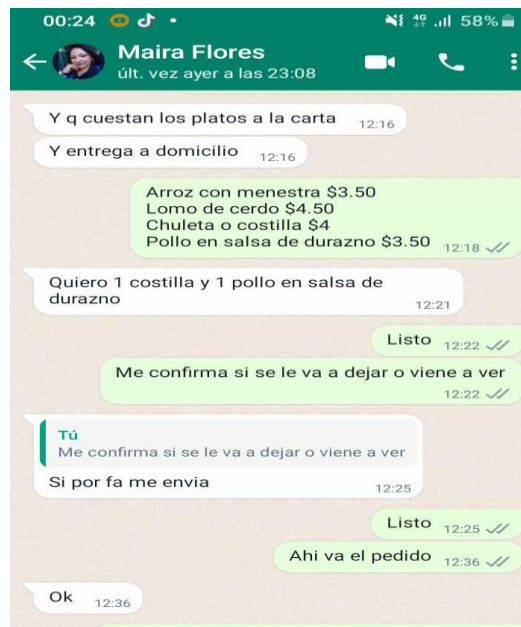 00:24 4G 58%
Maira Flores
últ. vez ayer a las 23:08
Y q cuestan los platos a la carta 12:16
Y entrega a domicilio 12:16
Arroz con menestra $3.50
Lomo de cerdo $4.50
Chuleta o costilla $4
Pollo en salsa de durazno $3.50 12:18
Quiero 1 costilla y 1 pollo en salsa de
durazno 12:21
Listo 12:22
Me confirma si se le va a dejar o viene a ver
12:22
Tú
Me confirma si se le va a dejar o viene a ver
Si por fa me envia 12:25
Listo 12:25
Ahi va el pedido 12:36
Ok 12:36